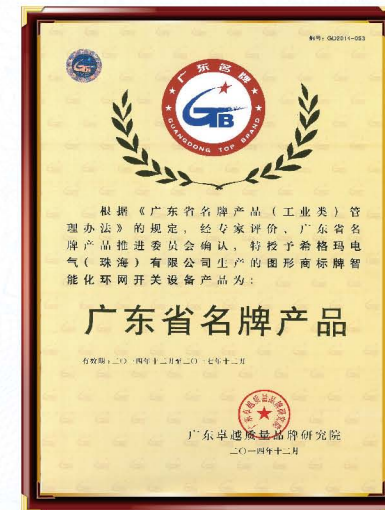 编号：GD2014-053
广东名牌
GB
GUANGDONG TOP BRAND
根据《广东省名牌产品（工业类）管
理办法》的规定，经专家评价、广东省名
牌产品推进委员会确认，特授予希格玛电
气（珠海）有限公司生产的图形商标牌智
能化环网开关设备产品为：
广东省名牌产品
有效期：二〇一四年十二月至二〇一七年十二月
广东卓越质量品牌研究院
二〇一四年十二月